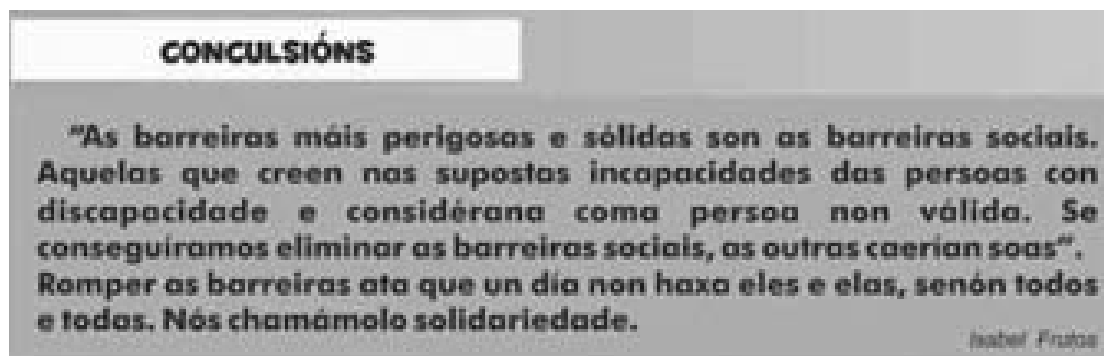 CONCULSIÓNS
“As barreiras máis perigosas e sólidas son as barreiras sociais.
Aquelas que creen nas supostas incapacidades das persoas con
discapacidade e considérana coma persoa non válida. Se
conseguiramos eliminar as barreiras sociais, as outras caerían soas”.
Romper as barreiras ata que un día non haxa eles e elas, senón todos
e todas. Nós chamámolo solidariedade.
Isabel Frutos